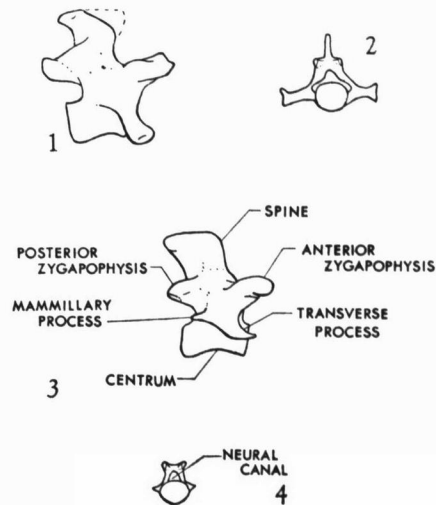 1
2
SPINE
POSTERIOR
ZYGAPOPHYSIS
ANTERIOR
ZYGAPOPHYSIS
MAMMILLARY
PROCESS
TRANSVERSE
PROCESS
CENTRUM
3
NEURAL
CANAL
4